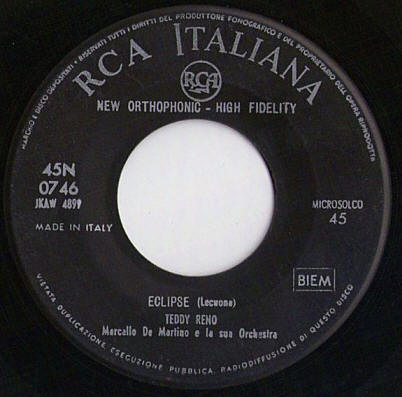 MARCHIO E DISCO DEPOSITATI • RISERVATI TUTTI I DIRITTI DEL PRODUTTORE FONOGRAFICO E DEL PROPRIETARIO DELL'OPERA RIPRODOTTA
RCA ITALIANA
RCA
NEW ORTHOPHONIC - HIGH FIDELITY
45N
0746
JKAW 4899
MADE IN ITALY
MICROSOLCO
45
BIEM
ECLIPSE (Lecuona)
TEDDY RENO
Marcello De Martino e la sua Orchestra
VIETATA DUPLICAZIONE, ESECUZIONE PUBBLICA, RADIODIFFUSIONE DI QUESTO DISCO